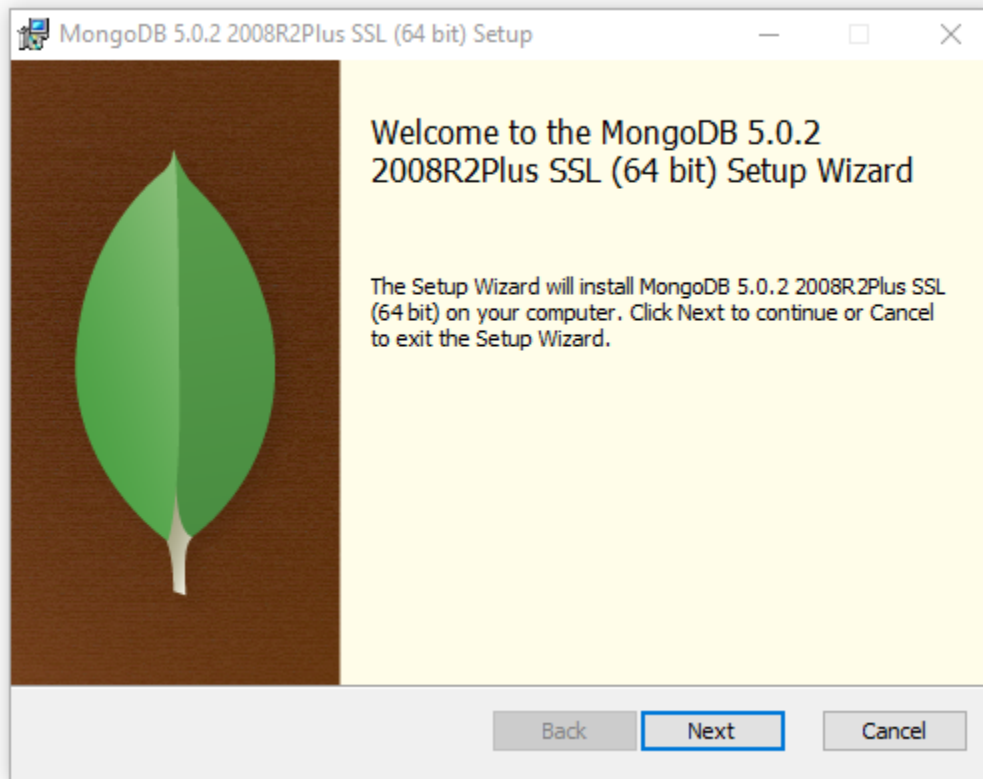 MongoDB 5.0.2 2008R2Plus SSL (64 bit) Setup
Welcome to the MongoDB 5.0.2
2008R2Plus SSL (64 bit) Setup Wizard
The Setup Wizard will install MongoDB 5.0.2 2008R2Plus SSL
(64 bit) on your computer. Click Next to continue or Cancel
to exit the Setup Wizard.
Back Next Cancel